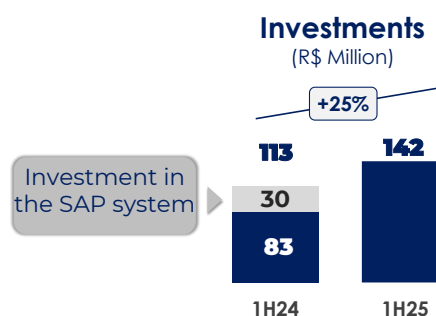 Investments
(R$ Million)
+25%
113
142
Investment in
the SAP system
30
83
1H24
1H25